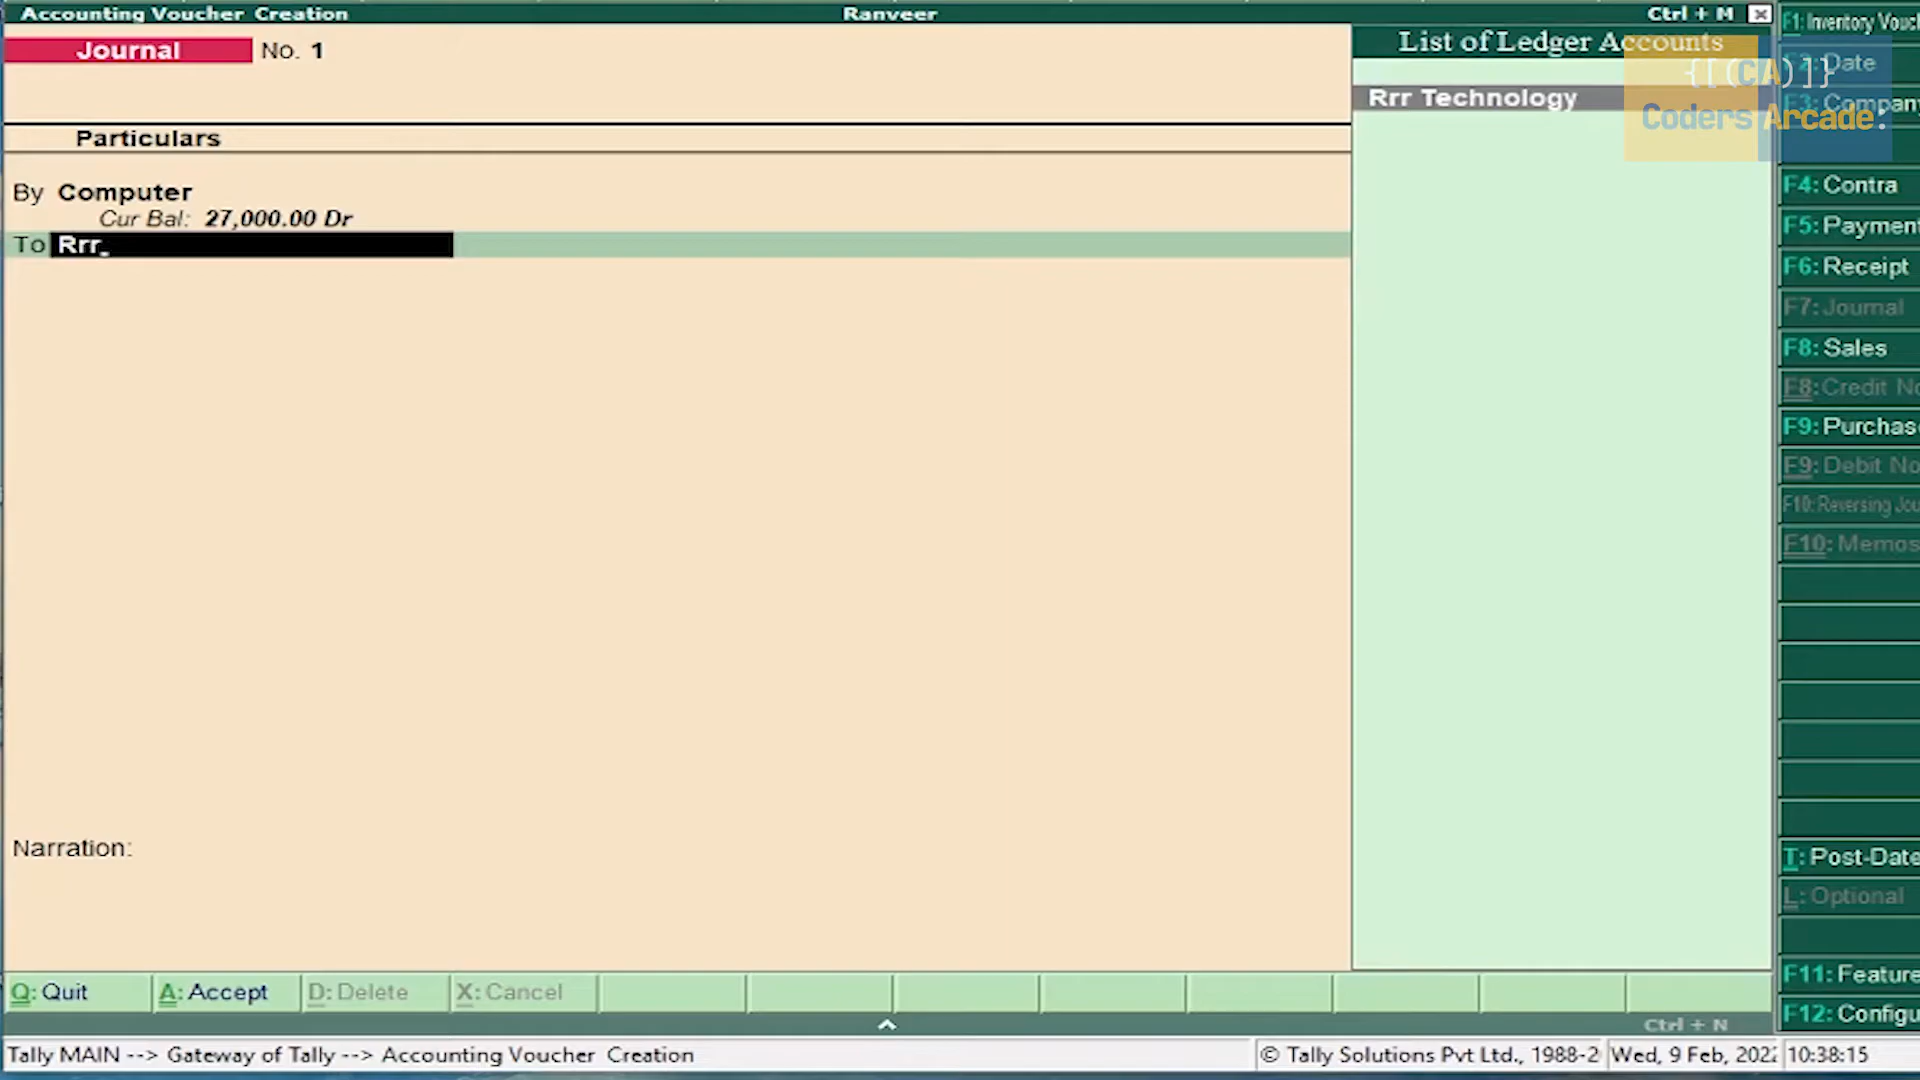 Accounting Voucher Creation Ranveer Ctrl + M
Journal No. 1
Particulars
By Computer
Cur Bal: 27,000.00 Dr
To Rrr
Narration:
List of Ledger Accounts
Rrr Technology
{[(CA)]}
Coders Arcade:
F1: Inventory Vouc
F2: Date
F3: Company
F4: Contra
F5: Payment
F6: Receipt
F7: Journal
F8: Sales
F8: Credit No
F9: Purchas
F9: Debit No
F10: Reversing Jou
F10: Memos
T: Post-Date
L: Optional
F11: Feature
F12: Configu
Q: Quit A: Accept D: Delete X: Cancel
Ctrl + N
Tally MAIN --> Gateway of Tally --> Accounting Voucher Creation © Tally Solutions Pvt Ltd., 1988-2 Wed, 9 Feb, 2022 10:38:15